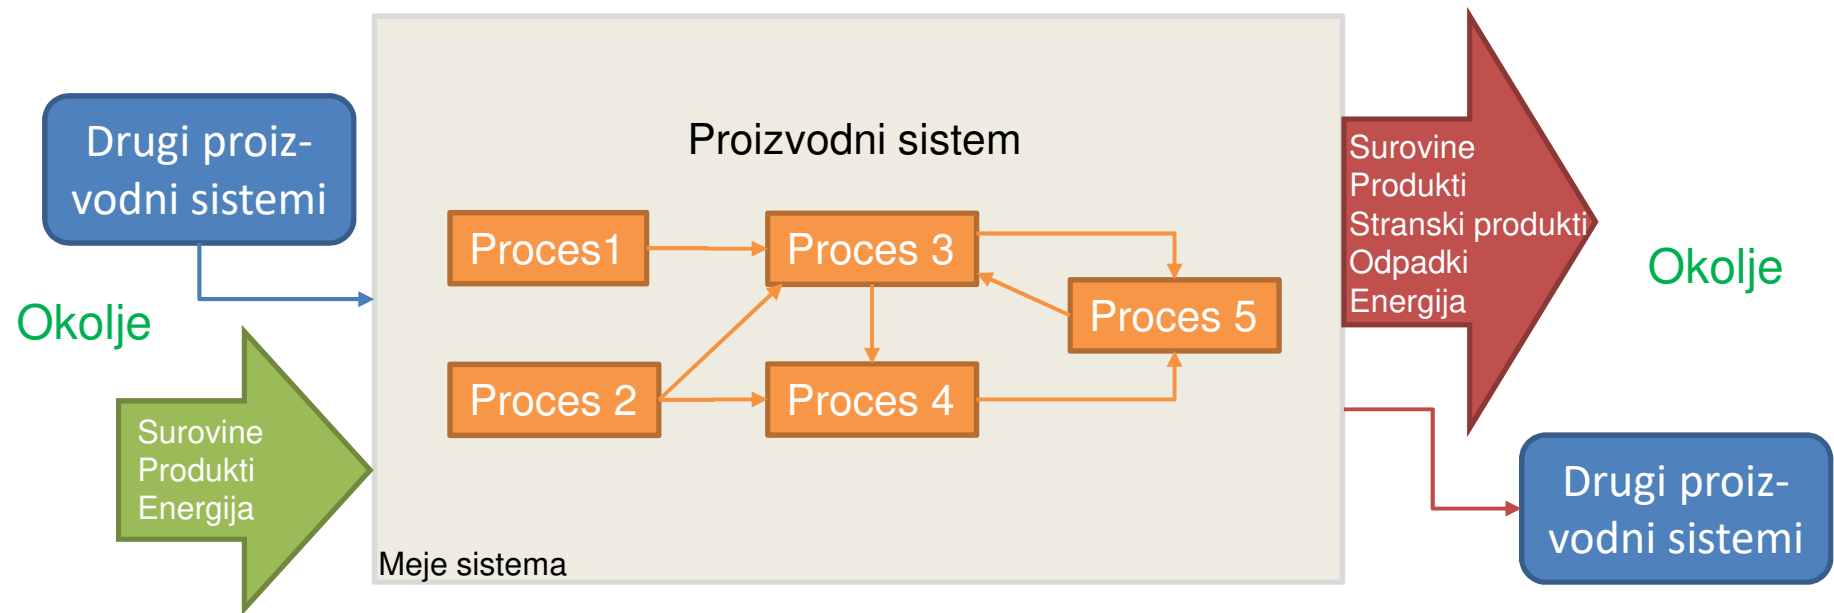 Drugi proiz-
vodni sistemi
Okolje
Surovine
Produkti
Energija
Proizvodni sistem
Proces1
Proces 3
Proces 5
Proces 2
Proces 4
Meje sistema
Surovine
Produkti
Stranski produkti
Odpadki
Energija
Okolje
Drugi proiz-
vodni sistemi